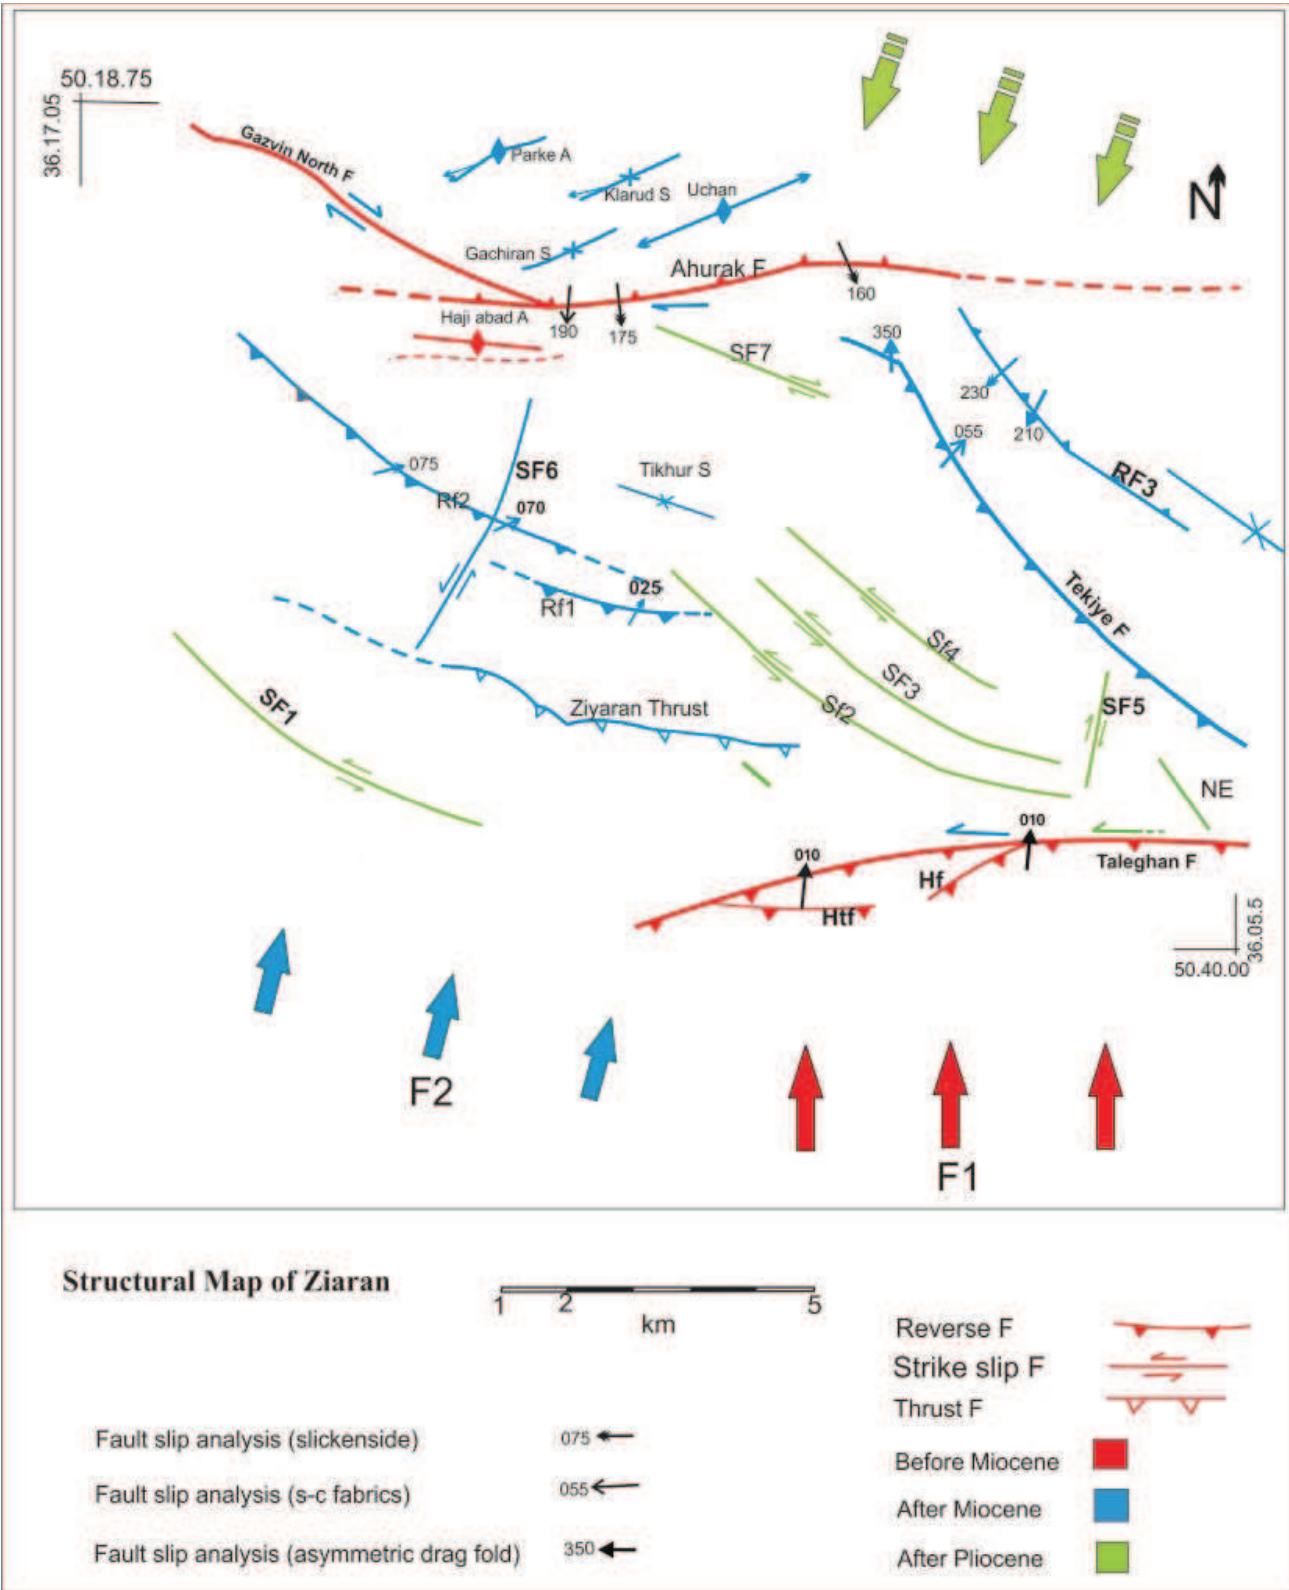 50.18.75
36.17.05
Gazvin North F
Parke A
Klarud S
Uchan
N
Gachiran S
Ahurak F
160
Haji abad A
190
175
350
SF7
230
055
210
075
SF6
Tikhur S
RF3
Rf2
070
025
Rf1
Tekiye F
Sf4
SF3
SF1
Ziyaran Thrust
Sf2
SF5
NE
010
010
Taleghan F
Hf
Htf
36.05.5
50.40.00
F2
F1
Structural Map of Ziaran
1 2 5
km
Reverse F
Strike slip F
Thrust F
Fault slip analysis (slickenside) 075
Before Miocene
Fault slip analysis (s-c fabrics) 055
After Miocene
Fault slip analysis (asymmetric drag fold) 350
After Pliocene